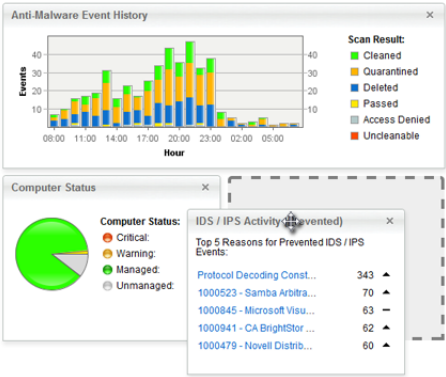 Anti-Malware Event History
Scan Result:
Cleaned
Quarantined
Deleted
Passed
Access Denied
Uncleanable
Events
40
30
20
10
40
30
20
10
08:00 11:00 14:00 17:00 20:00 23:00 02:00 05:00
Hour
Computer Status
Computer Status:
Critical:
Warning:
Managed:
Unmanaged:
IDS / IPS Activity (evented)
Top 5 Reasons for Prevented IDS / IPS
Events:
Protocol Decoding Const... 343
1000523 - Samba Arbitra... 70
1000845 - Microsoft Visu... 63
1000941 - CA BrightStor ... 62
1000479 - Novell Distrib... 60